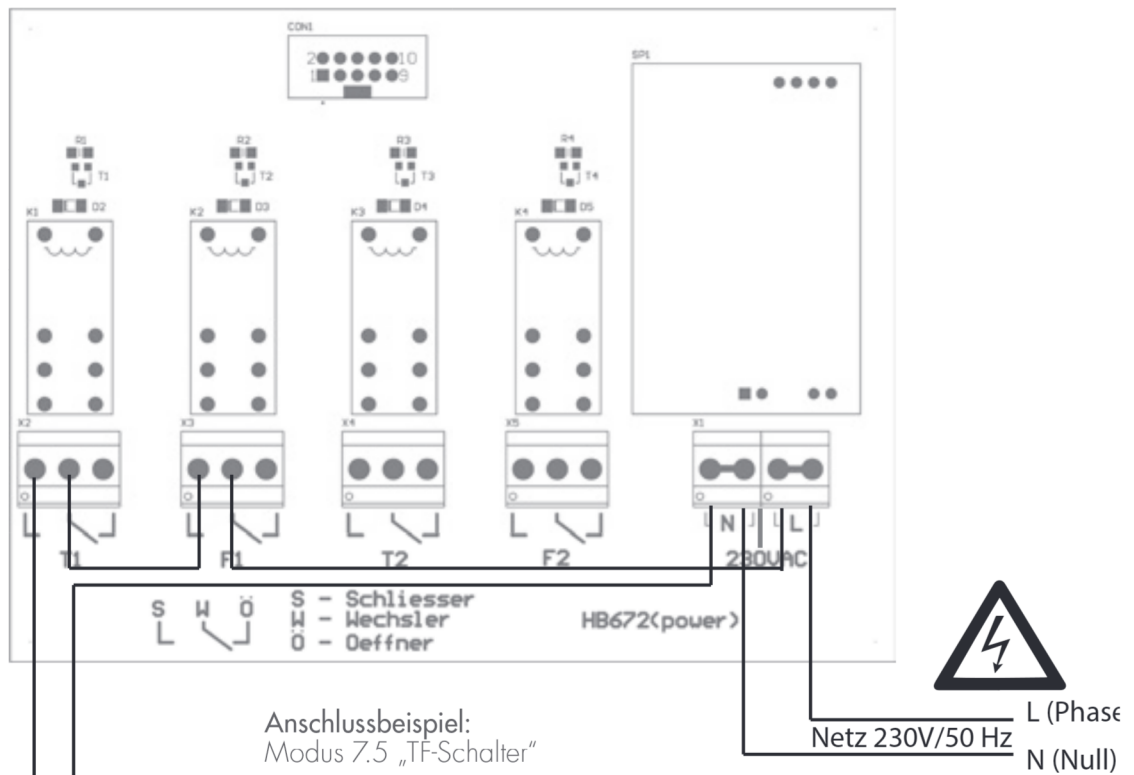 CON1
2 10
1 9
SP1
R1 R2 R3 R4
T1 T2 T3 T4
D2 D3 D4 D5
K1 K2 K3 K4
X2 X3 X4 X5 X1
N L
T1 F1 T2 F2 230VAC
S W Ö
S - Schliesser
W - Wechsler
Ö - Oeffner
HB672(power)
Anschlussbeispiel:
Modus 7.5 „TF-Schalter“
L (Phase
Netz 230V/50 Hz
N (Null)